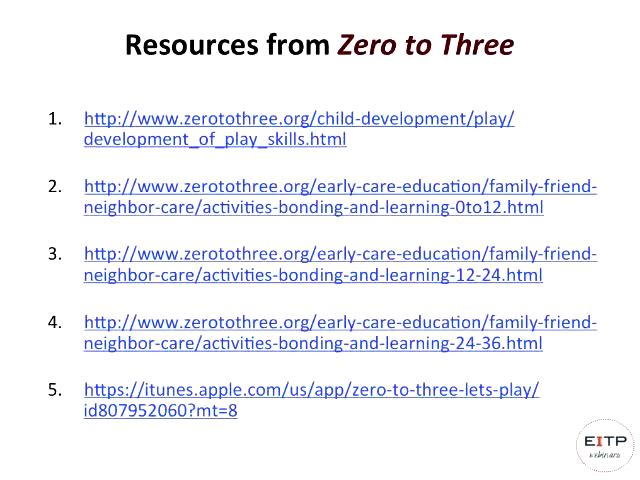 Resources from Zero to Three
1. http://www.zerotothree.org/child-development/play/
development_of_play_skills.html
2. http://www.zerotothree.org/early-care-education/family-friend-
neighbor-care/activities-bonding-and-learning-0to12.html
3. http://www.zerotothree.org/early-care-education/family-friend-
neighbor-care/activities-bonding-and-learning-12-24.html
4. http://www.zerotothree.org/early-care-education/family-friend-
neighbor-care/activities-bonding-and-learning-24-36.html
5. https://itunes.apple.com/us/app/zero-to-three-lets-play/
id807952060?mt=8
EITP
webinars